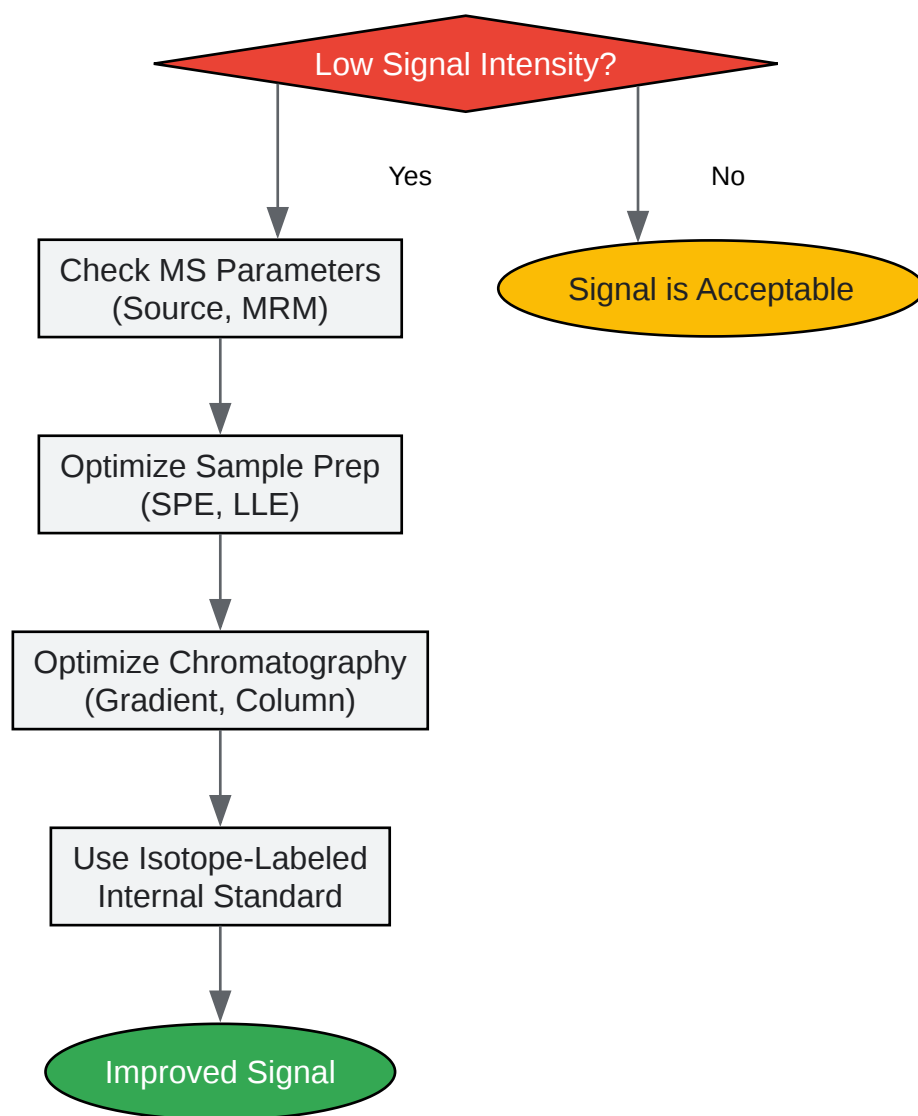 Low Signal Intensity?
Yes
No
Check MS Parameters
(Source, MRM)
Signal is Acceptable
Optimize Sample Prep
(SPE, LLE)
Optimize Chromatography
(Gradient, Column)
Use Isotope-Labeled
Internal Standard
Improved Signal